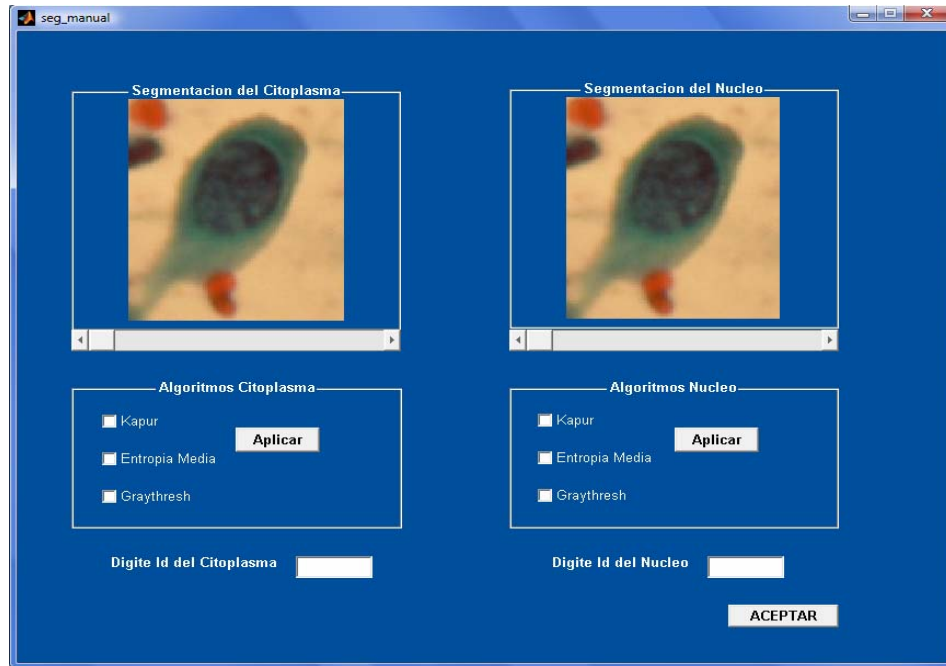 seg_manual
Segmentacion del Citoplasma
Segmentacion del Nucleo
Algoritmos Citoplasma
Kapur
Aplicar
Entropia Media
Graythresh
Algoritmos Nucleo
Kapur
Aplicar
Entropia Media
Graythresh
Digite Id del Citoplasma
Digite Id del Nucleo
ACEPTAR